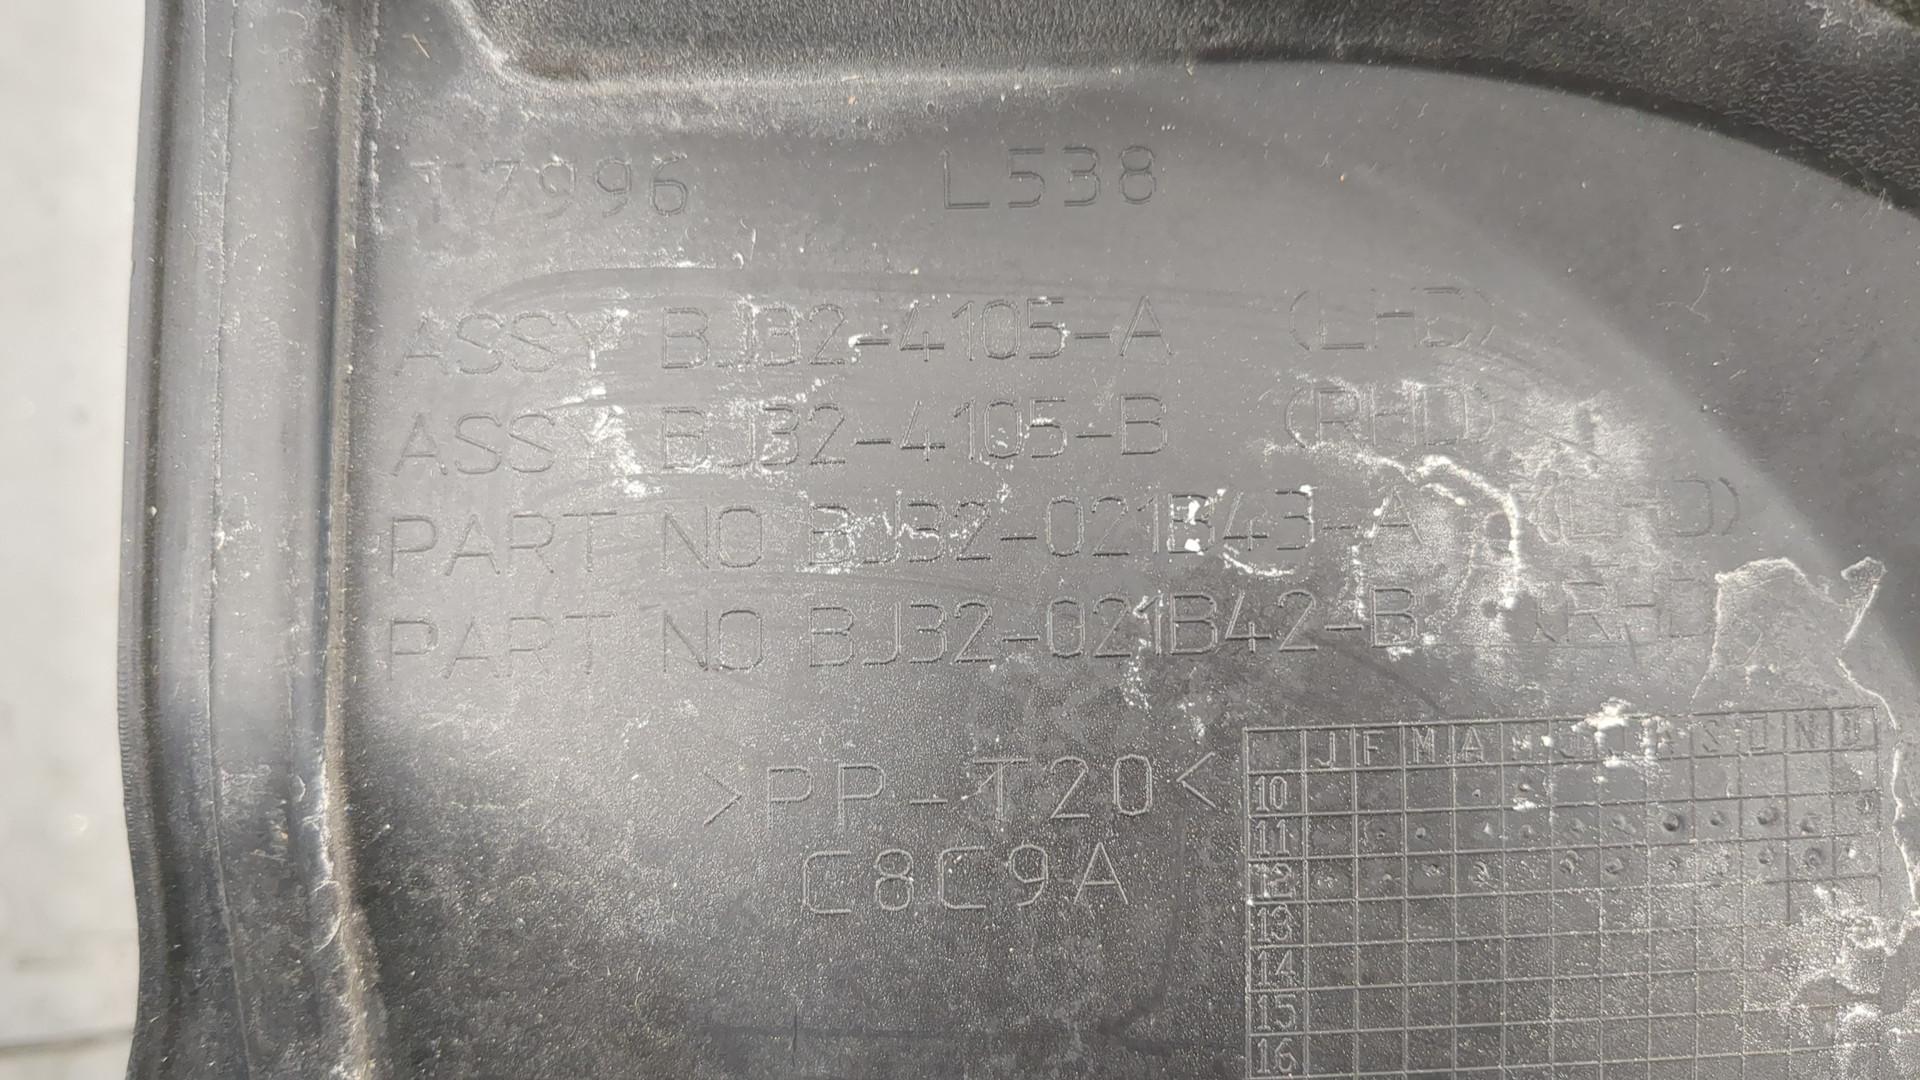 T7996 L538
ASSY BJ32-4105-A (LHD)
ASSY BJ32-4105-B (RHD)
PART NO BJ32-021B43-A (LHD)
PART NO BJ32-021B42-B (RHD)
>PP-T20<
C8C9A
J F M A M J J A S O N D
10
11
12
13
14
15
16